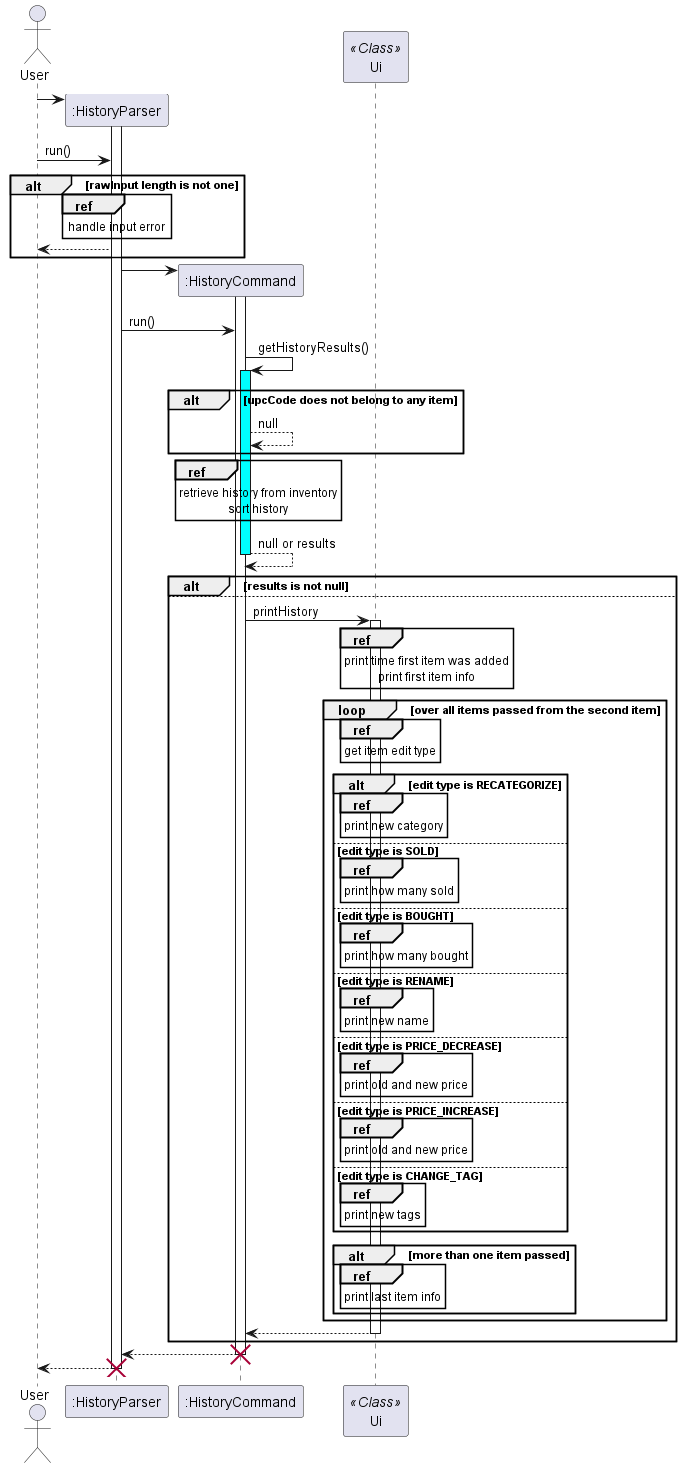 User
«Class»
Ui
:HistoryParser
run()
alt
[rawInput length is not one]
ref
handle input error
:HistoryCommand
run()
getHistoryResults()
alt
[upcCode does not belong to any item]
null
ref
retrieve history from inventory
sort history
null or results
alt
[results is not null]
printHistory
ref
print time first item was added
print first item info
loop
[over all items passed from the second item]
ref
get item edit type
alt
[edit type is RECATEGORIZE]
ref
print new category
[edit type is SOLD]
ref
print how many sold
[edit type is BOUGHT]
ref
print how many bought
[edit type is RENAME]
ref
print new name
[edit type is PRICE_DECREASE]
ref
print old and new price
[edit type is PRICE_INCREASE]
ref
print old and new price
[edit type is CHANGE_TAG]
ref
print new tags
alt
[more than one item passed]
ref
print last item info
User
:HistoryParser
:HistoryCommand
«Class»
Ui